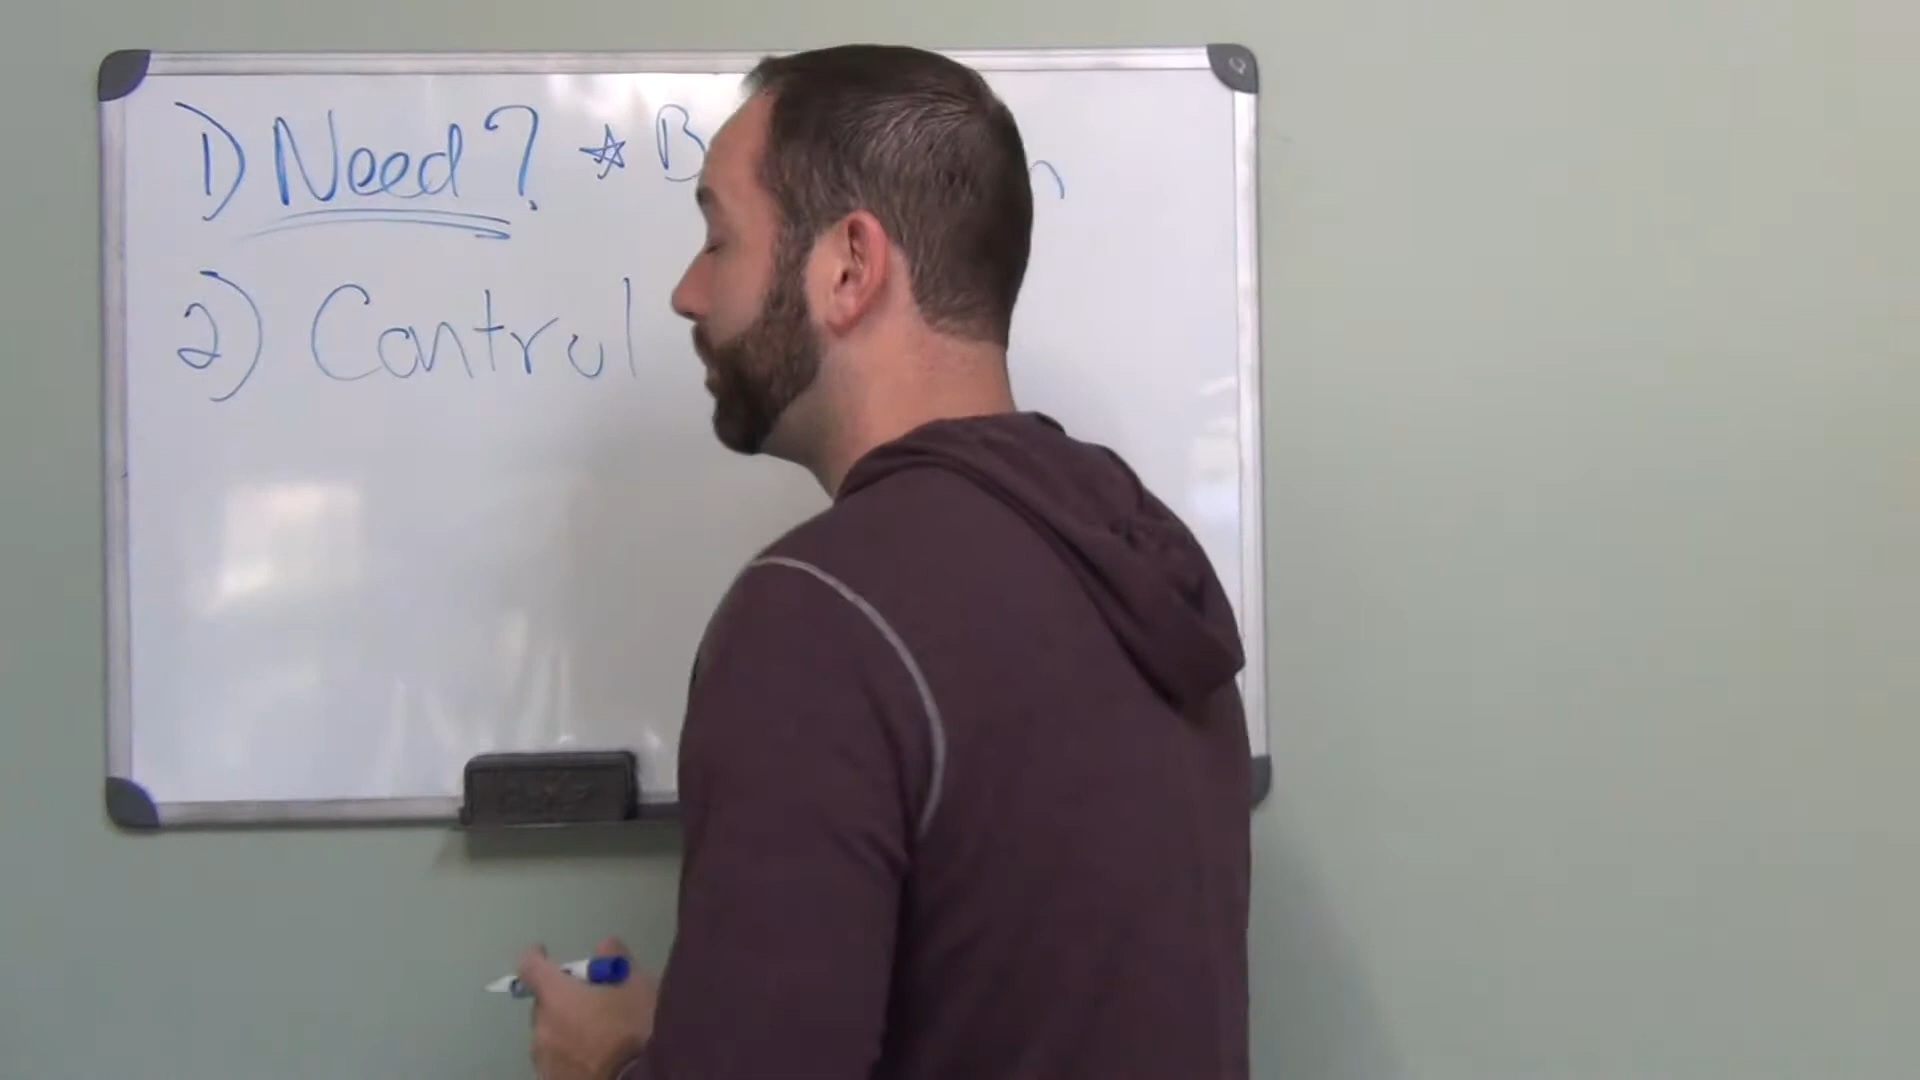 1) Need? ☆
2) Control